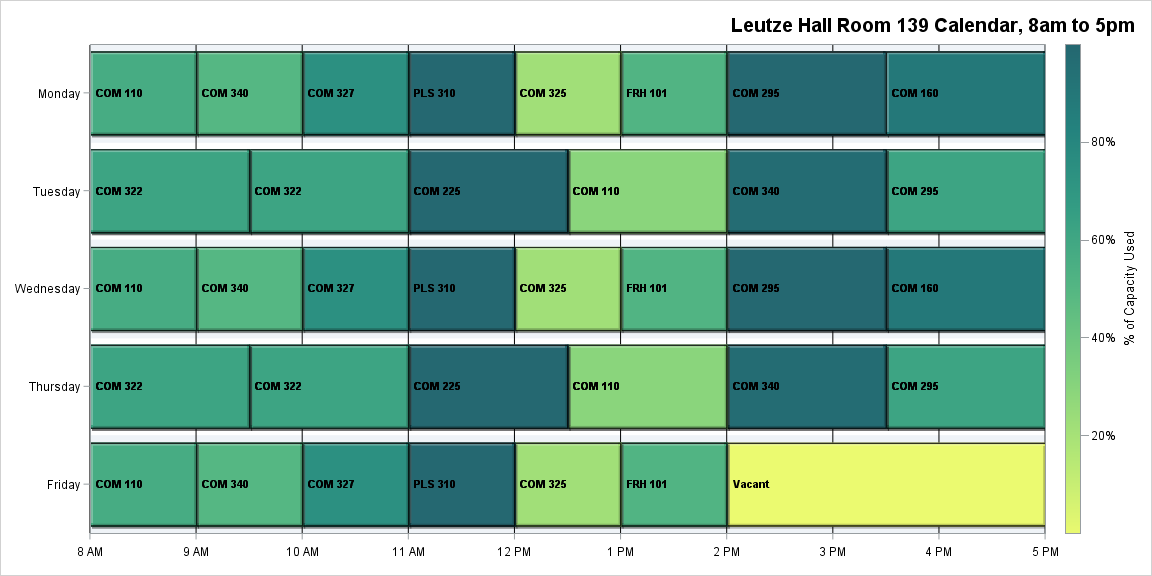 Leutze Hall Room 139 Calendar, 8am to 5pm
Monday
COM 110
COM 340
COM 327
PLS 310
COM 325
FRH 101
COM 295
COM 160
Tuesday
COM 322
COM 322
COM 225
COM 110
COM 340
COM 295
Wednesday
COM 110
COM 340
COM 327
PLS 310
COM 325
FRH 101
COM 295
COM 160
Thursday
COM 322
COM 322
COM 225
COM 110
COM 340
COM 295
Friday
COM 110
COM 340
COM 327
PLS 310
COM 325
FRH 101
Vacant
8 AM
9 AM
10 AM
11 AM
12 PM
1 PM
2 PM
3 PM
4 PM
5 PM
80%
60%
40%
20%
% of Capacity Used